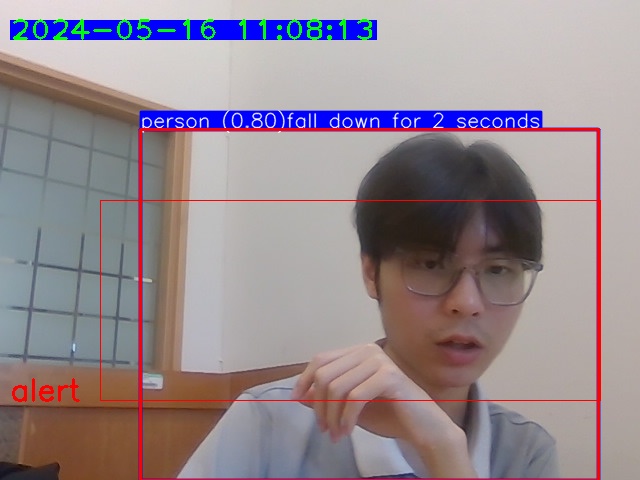 2024-05-16 11:08:13
person (0.80)fall down for 2 seconds
alert